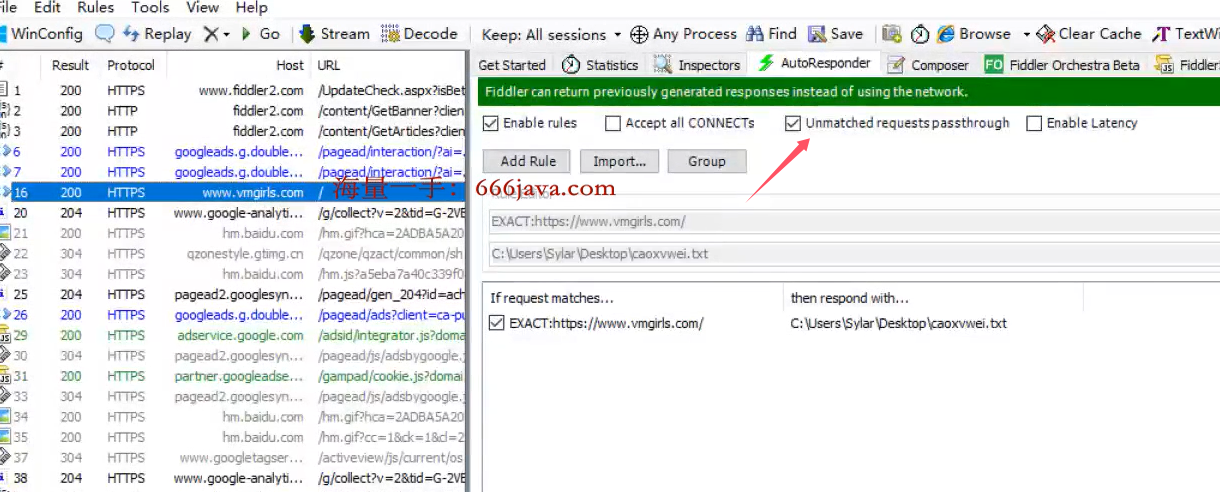 File Edit Rules Tools View Help
WinConfig Replay X Go Stream Decode Keep: All sessions Any Process Find Save Browse Clear Cache TextWi
# Result Protocol Host URL
Get Started Statistics Inspectors AutoResponder Composer FO Fiddler Orchestra Beta Fiddler
Fiddler can return previously generated responses instead of using the network.
Enable rules Accept all CONNECTs Unmatched requests passthrough Enable Latency
Add Rule Import... Group
EXACT:https://www.vmgirls.com/
C:\Users\Sylar\Desktop\caoxvwei.txt
If request matches... then respond with...
EXACT:https://www.vmgirls.com/ C:\Users\Sylar\Desktop\caoxvwei.txt
1 200 HTTPS www.fiddler2.com /UpdateCheck.aspx?isBet
2 200 HTTP fiddler2.com /content/GetBanner?clien
3 200 HTTP fiddler2.com /content/GetArticles?clien
6 200 HTTPS googleads.g.double... /pagead/interaction/?ai=.
7 200 HTTPS googleads.g.double... /pagead/interaction/?ai=.
16 200 HTTPS www.vmgirls.com /
海量一手：666java.com
20 204 HTTPS www.google-analyti... /g/collect?v=2&tid=G-2VE
21 200 HTTPS hm.baidu.com /hm.gif?hca=2ADBA5A20
22 304 HTTPS qzonestyle.gtimg.cn /qzone/qzact/common/sh
23 304 HTTPS hm.baidu.com /hm.js?a5eba7a40c339f0
25 204 HTTPS pagead2.googlesyn... /pagead/gen_204?id=ach
26 200 HTTPS googleads.g.double... /pagead/ads?client=ca-pu
29 200 HTTPS adservice.google.com /adsid/integrator.js?doma
30 304 HTTPS pagead2.googlesyn... /pagead/js/adsbygoogle.
31 200 HTTPS partner.googleadse... /gampad/cookie.js?domai
33 304 HTTPS pagead2.googlesyn... /pagead/js/adsbygoogle.
34 200 HTTPS hm.baidu.com /hm.gif?hca=2ADBA5A20
35 200 HTTPS hm.baidu.com /hm.gif?cc=1&ck=1&cl=2
37 304 HTTPS www.googletagser... /activeview/js/current/os
38 204 HTTPS www.google-analyti... /g/collect?v=2&tid=G-2VE